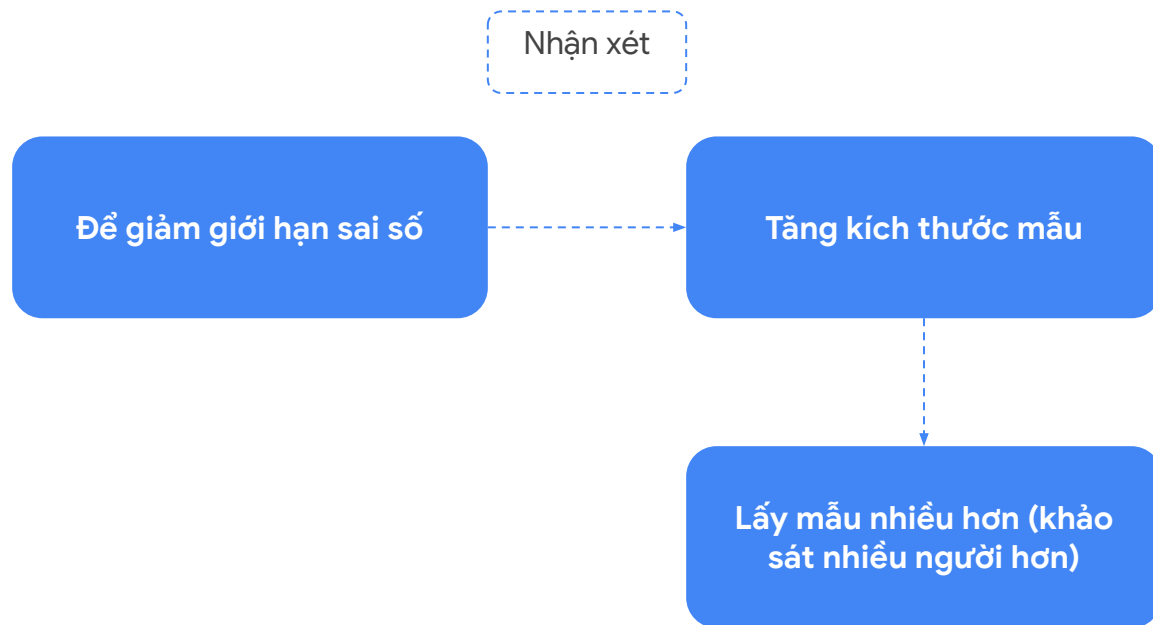 Nhận xét
Để giảm giới hạn sai số
Tăng kích thước mẫu
Lấy mẫu nhiều hơn (khảo
sát nhiều người hơn)